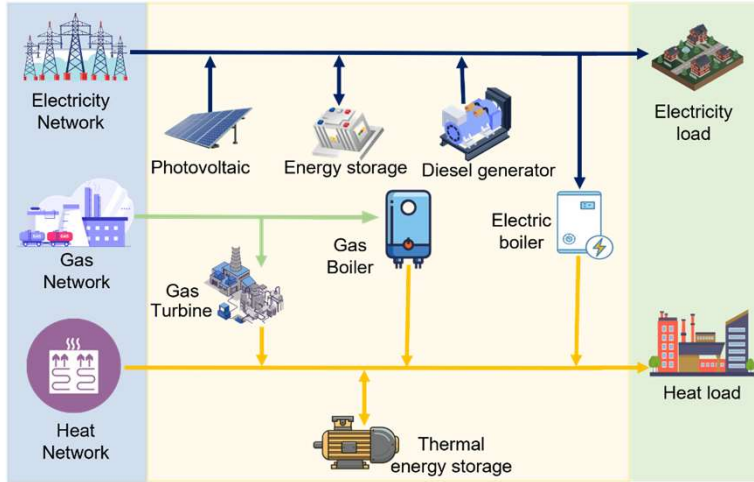 Electricity
Network
Photovoltaic
Energy storage
Diesel generator
Electricity
load
Gas
Network
Gas
Turbine
Gas
Boiler
Electric
boiler
Heat
Network
Thermal
energy storage
Heat load